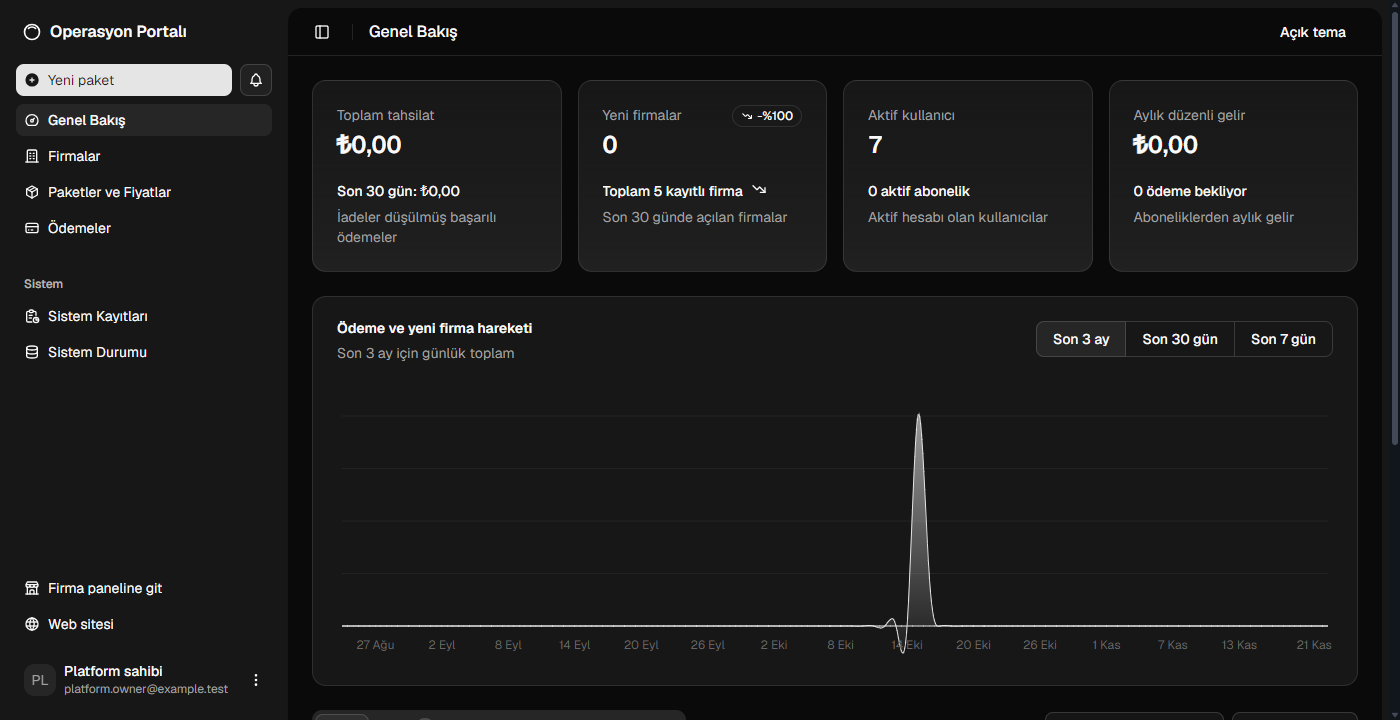 Operasyon Portalı
Yeni paket
Genel Bakış
Firmalar
Paketler ve Fiyatlar
Ödemeler
Sistem
Sistem Kayıtları
Sistem Durumu
Firma paneline git
Web sitesi
PL
Platform sahibi
platform.owner@example.test
Genel Bakış
Açık tema
Toplam tahsilat
₺0,00
Son 30 gün: ₺0,00
İadeler düşülmüş başarılı
ödemeler
Yeni firmalar
-%100
0
Toplam 5 kayıtlı firma
Son 30 günde açılan firmalar
Aktif kullanıcı
7
0 aktif abonelik
Aktif hesabı olan kullanıcılar
Aylık düzenli gelir
₺0,00
0 ödeme bekliyor
Aboneliklerden aylık gelir
Ödeme ve yeni firma hareketi
Son 3 ay için günlük toplam
Son 3 ay
Son 30 gün
Son 7 gün
27 Ağu 2 Eyl 8 Eyl 14 Eyl 20 Eyl 26 Eyl 2 Eki 8 Eki 14 Eki 20 Eki 26 Eki 1 Kas 7 Kas 13 Kas 21 Kas